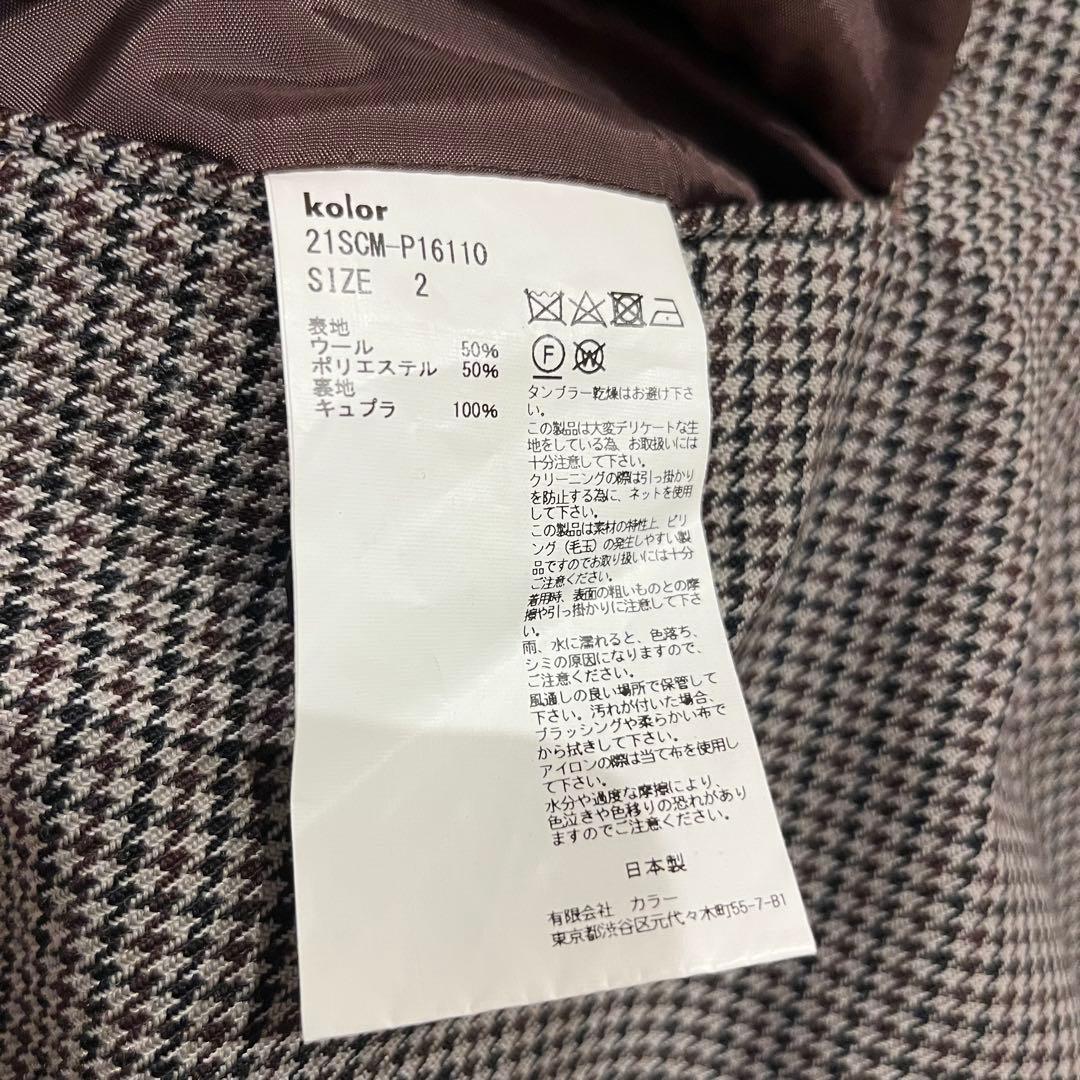 kolor
21SCM-P16110
SIZE 2
表地
ウール 50%
ポリエステル 50%
裏地
キュプラ 100%
F
W
タンブラー乾燥はお避け下さ
い。
この製品は大変デリケートな生
地をしている為、お取扱いには
十分注意して下さい。
クリーニングの際は引っ掛かり
を防止する為に、ネットを使用
して下さい。
この製品は素材の特性上、ピリ
ング（毛玉）の発生しやすい製
品ですのでお取り扱いには十分
ご注意ください。
着用時、表面の粗いものとの摩
擦や引っ掛かりに注意して下さ
い。
雨、水に濡れると、色落ち、
シミの原因になりますので、
ご注意ください。
風通しの良い場所で保管して
下さい。汚れが付いた場合、
ブラッシングや柔らかい布で
から拭きして下さい。
アイロンの際は当て布を使用し
て下さい。
水分や過度な摩擦により、
色泣きや色移りの恐れがあり
ますのでご注意ください。
日本製
有限会社 カラー
東京都渋谷区元代々木町55-7-B1